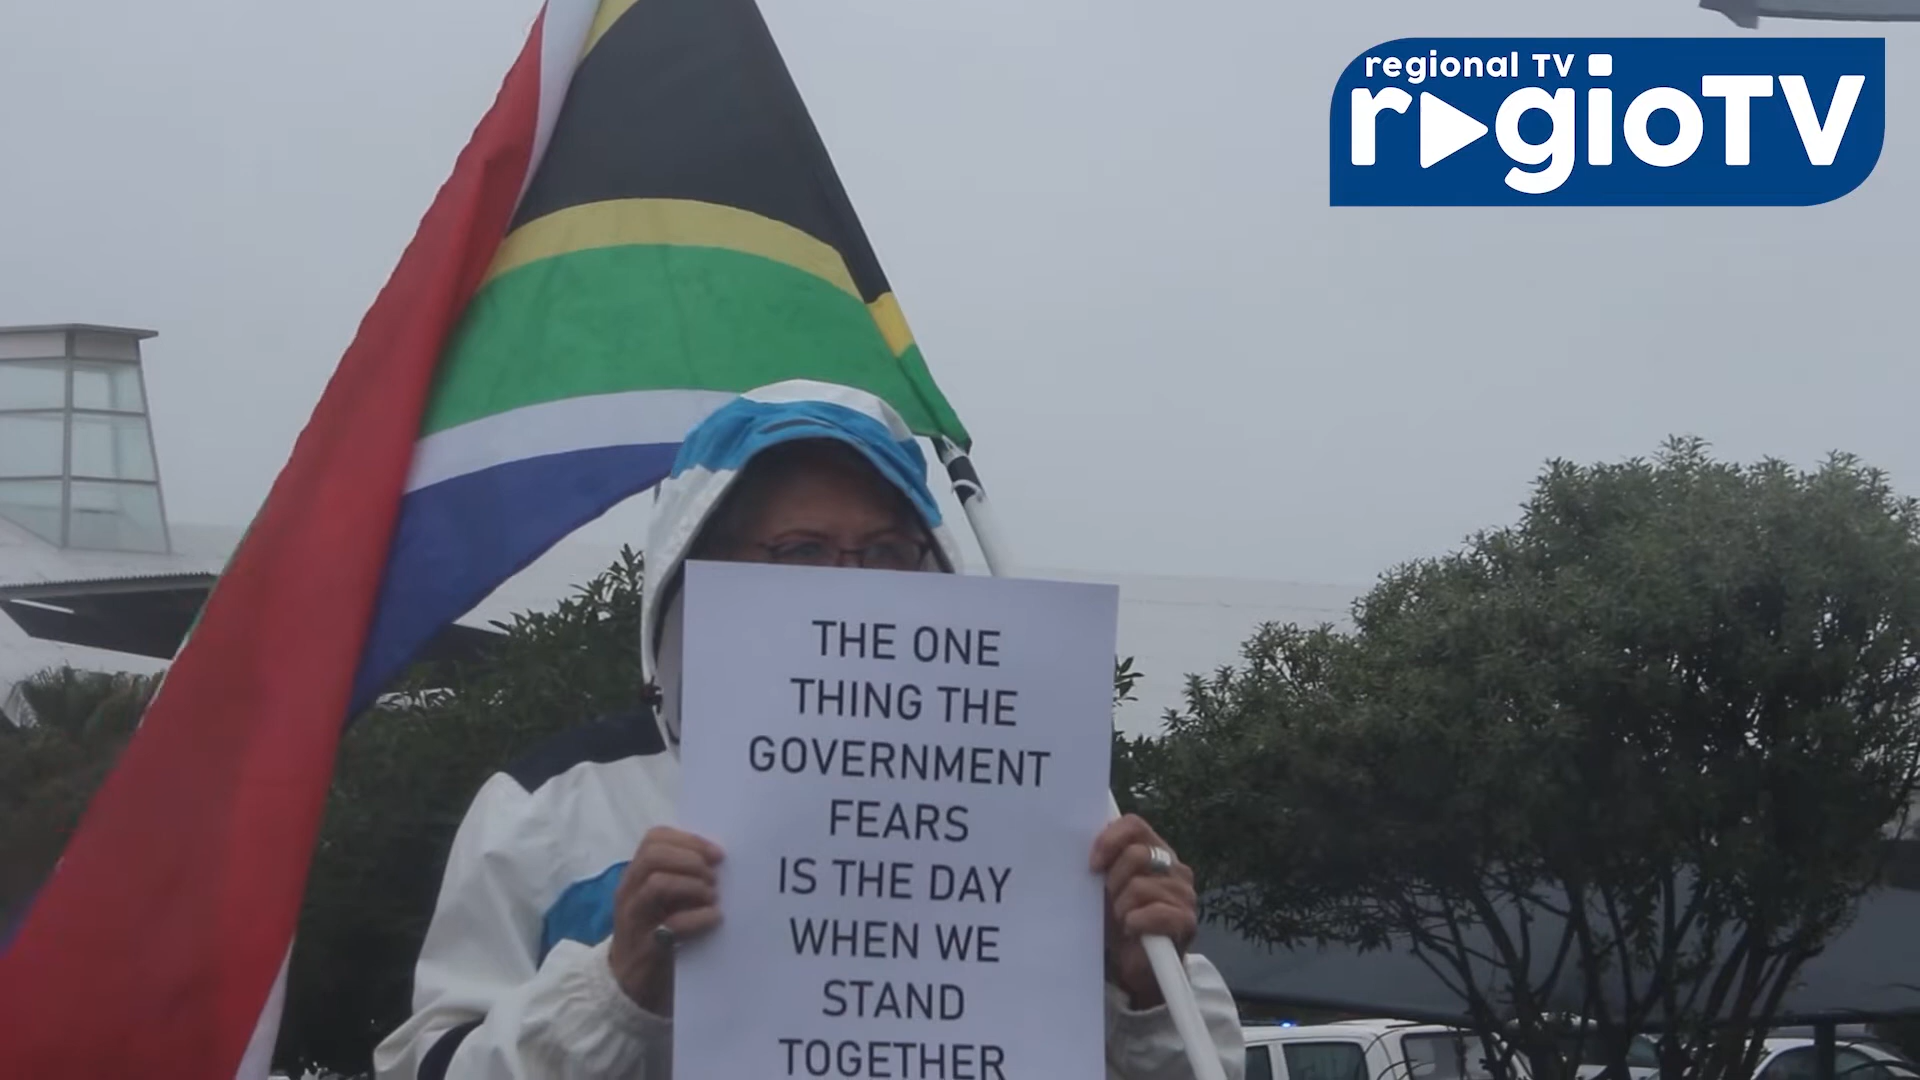 regional TV
regioTV
THE ONE
THING THE
GOVERNMENT
FEARS
IS THE DAY
WHEN WE
STAND
TOGETHER